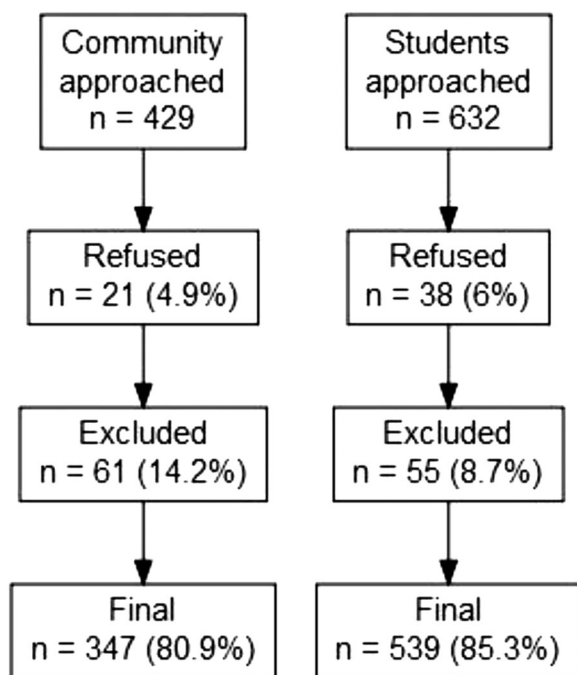 Community
approached
n = 429
Refused
n = 21 (4.9%)
Excluded
n = 61 (14.2%)
Final
n = 347 (80.9%)
Students
approached
n = 632
Refused
n = 38 (6%)
Excluded
n = 55 (8.7%)
Final
n = 539 (85.3%)